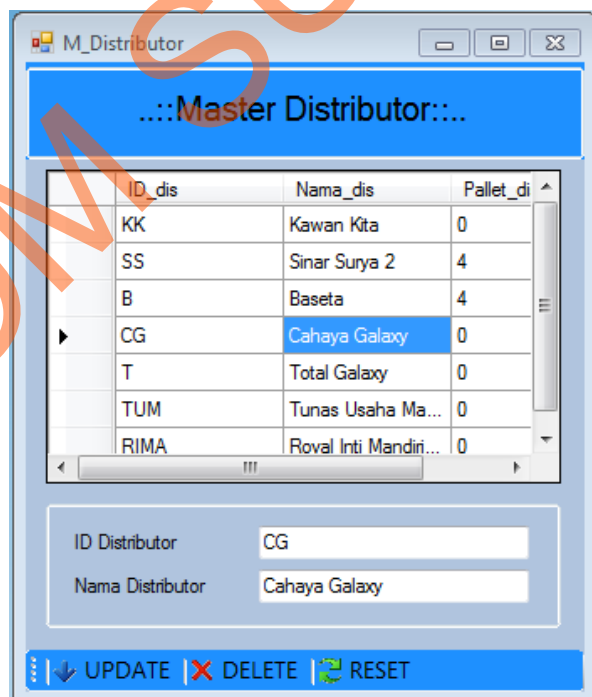 M_Distributor
..::Master Distributor::..
ID_dis Nama_dis Pallet_di
KK Kawan Kita 0
SS Sinar Surya 2 4
B Baseta 4
CG Cahaya Galaxy 0
T Total Galaxy 0
TUM Tunas Usaha Ma... 0
RIMA Royal Inti Mandiri... 0
ID Distributor CG
Nama Distributor Cahaya Galaxy
UPDATE DELETE RESET